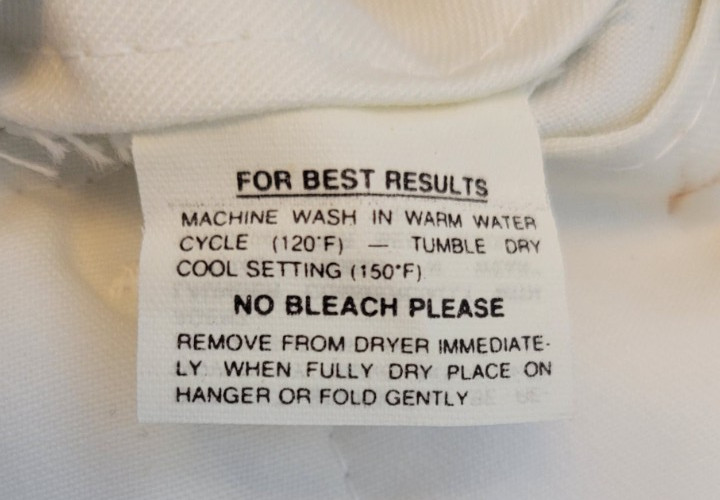 FOR BEST RESULTS
MACHINE WASH IN WARM WATER
CYCLE (120°F) — TUMBLE DRY
COOL SETTING (150°F)
NO BLEACH PLEASE
REMOVE FROM DRYER IMMEDIATE-
LY WHEN FULLY DRY PLACE ON
HANGER OR FOLD GENTLY